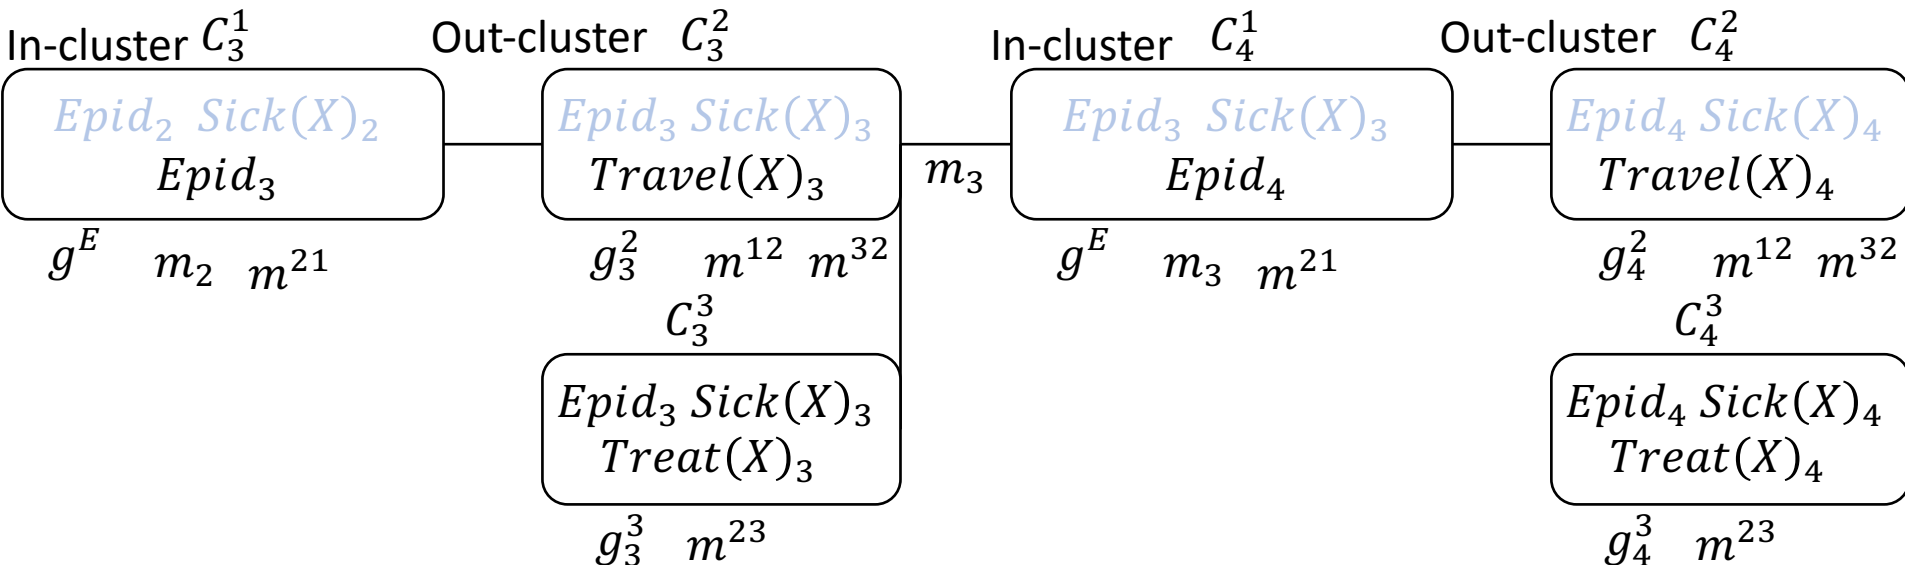 In-cluster C_3^1
Out-cluster C_3^2
In-cluster C_4^1
Out-cluster C_4^2
Epid_2 Sick(X)_2
Epid_3
Epid_3 Sick(X)_3
Travel(X)_3
m_3
Epid_3 Sick(X)_3
Epid_4
Epid_4 Sick(X)_4
Travel(X)_4
g^E m_2 m^{21}
g_3^2 m^{12} m^{32}
g^E m_3 m^{21}
g_4^2 m^{12} m^{32}
C_3^3
C_4^3
Epid_3 Sick(X)_3
Treat(X)_3
Epid_4 Sick(X)_4
Treat(X)_4
g_3^3 m^{23}
g_4^3 m^{23}